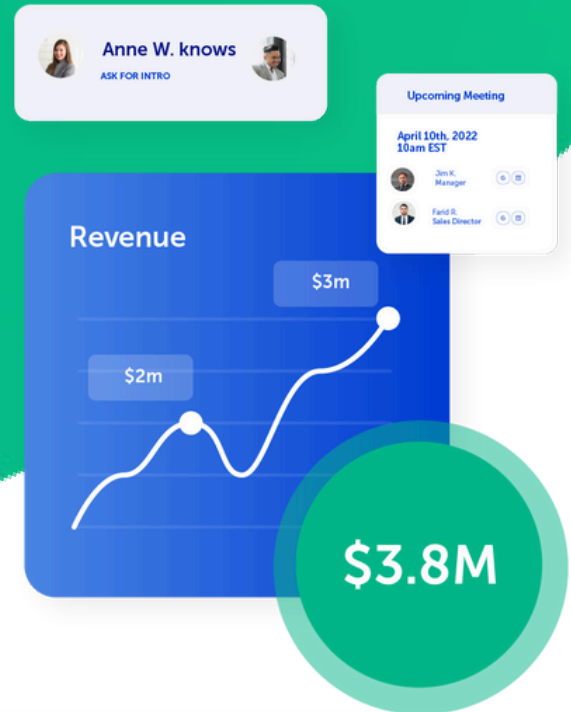 Anne W. knows
ASK FOR INTRO
Upcoming Meeting
April 10th, 2022
10am EST
Jim K.
Manager
Farid R.
Sales Director
Revenue
$3m
$2m
$3.8M